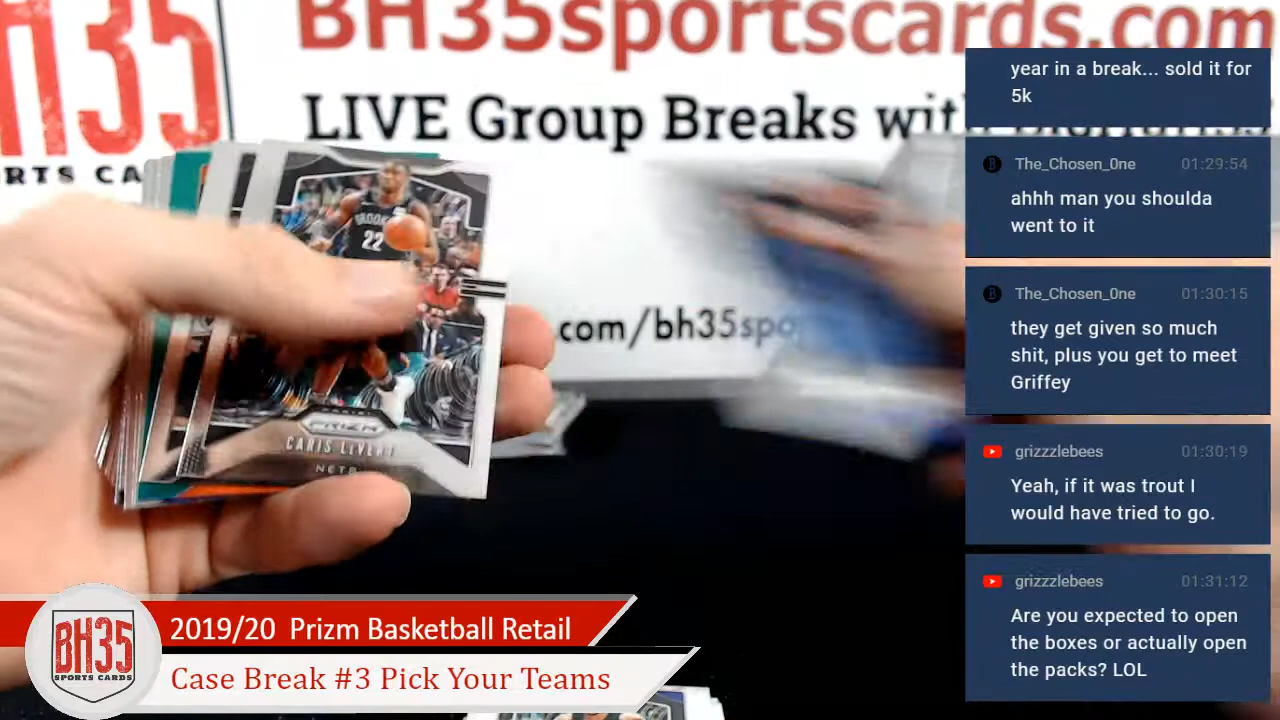 BH35sportscards.com
LIVE Group Breaks
H35
RTS CA
.com/bh35spo
BROOK
22
PRIZM
CARIS LEVERT
NETS
year in a break... sold it for
5k
The_Chosen_0ne 01:29:54
ahhh man you shoulda
went to it
The_Chosen_0ne 01:30:15
they get given so much
shit, plus you get to meet
Griffey
grizzzlebees 01:30:19
Yeah, if it was trout I
would have tried to go.
grizzzlebees 01:31:12
Are you expected to open
the boxes or actually open
the packs? LOL
BH35
SPORTS CARDS
2019/20 Prizm Basketball Retail
Case Break #3 Pick Your Teams